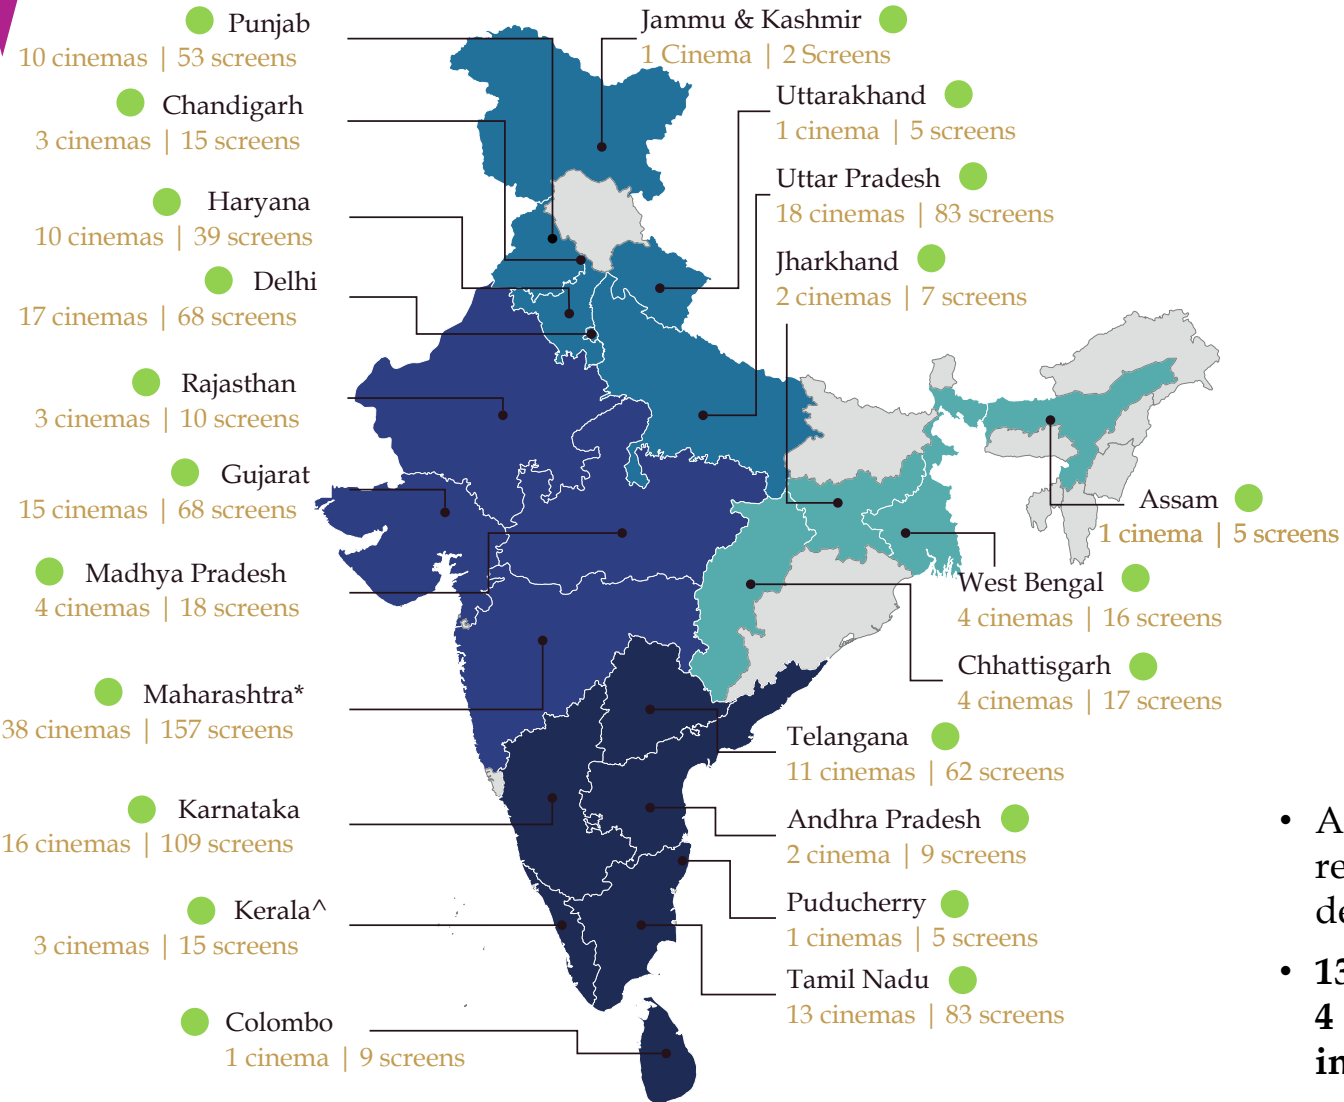 Punjab
10 cinemas | 53 screens
Chandigarh
3 cinemas | 15 screens
Haryana
10 cinemas | 39 screens
Delhi
17 cinemas | 68 screens
Rajasthan
3 cinemas | 10 screens
Gujarat
15 cinemas | 68 screens
Madhya Pradesh
4 cinemas | 18 screens
Maharashtra*
38 cinemas | 157 screens
Karnataka
16 cinemas | 109 screens
Kerala^
3 cinemas | 15 screens
Colombo
1 cinema | 9 screens
Jammu & Kashmir
1 Cinema | 2 Screens
Uttarakhand
1 cinema | 5 screens
Uttar Pradesh
18 cinemas | 83 screens
Jharkhand
2 cinemas | 7 screens
Assam
1 cinema | 5 screens
West Bengal
4 cinemas | 16 screens
Chhattisgarh
4 cinemas | 17 screens
Telangana
11 cinemas | 62 screens
Andhra Pradesh
2 cinema | 9 screens
Puducherry
1 cinemas | 5 screens
Tamil Nadu
13 cinemas | 83 screens
• A
re
de
• 13
4
in